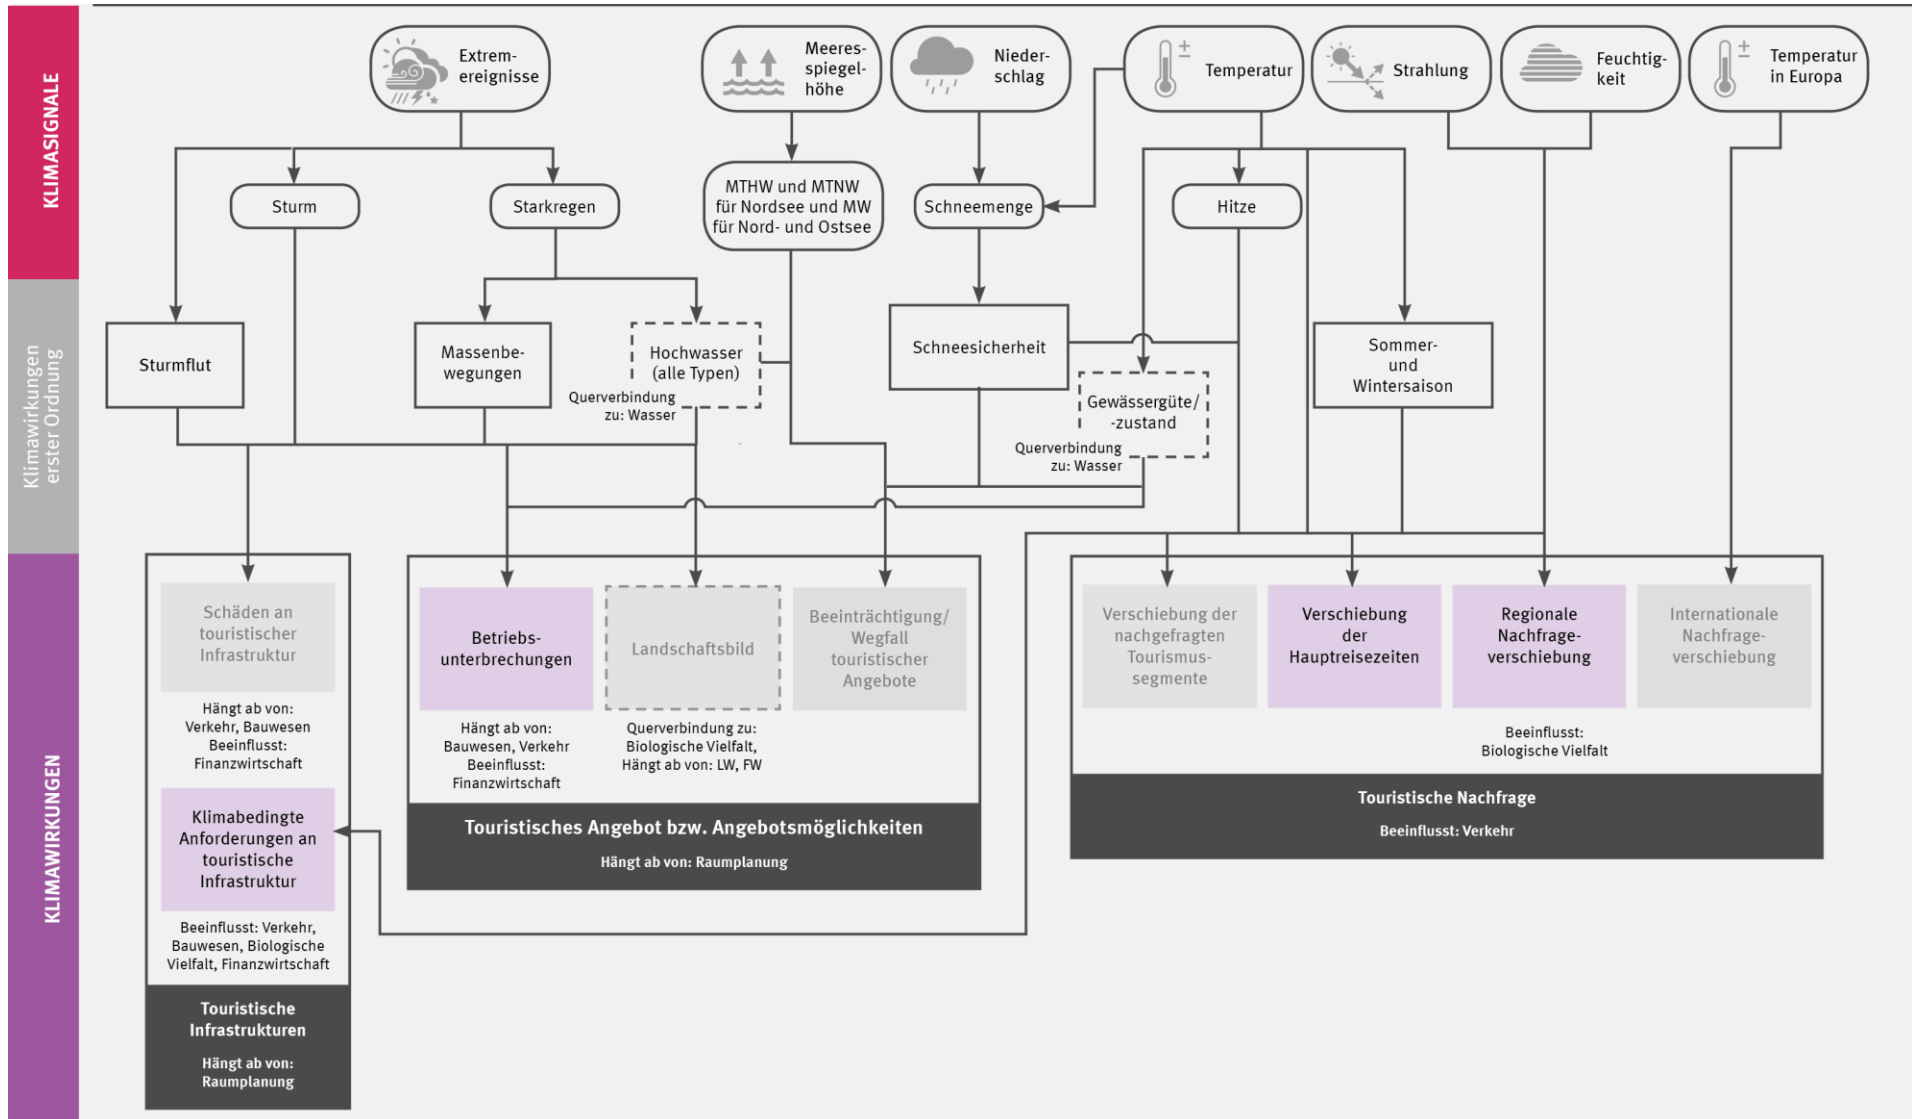 KLIMASIGNALE
Extrem-
ereignisse
Meeres-
spiegel-
höhe
Nieder-
schlag
Temperatur
Strahlung
Feuchtig-
keit
Temperatur
in Europa
Sturm
Starkregen
MTHW und MTNW
für Nordsee und MW
für Nord- und Ostsee
Schneemenge
Hitze
Klimawirkungen
erster Ordnung
Sturmflut
Massenbe-
wegungen
Hochwasser
(alle Typen)
Querverbindung
zu: Wasser
Schneesicherheit
Gewässergüte/
-zustand
Querverbindung
zu: Wasser
Sommer-
und
Wintersaison
KLIMAWIRKUNGEN
Schäden an
touristischer
Infrastruktur
Hängt ab von:
Verkehr, Bauwesen
Beeinflusst:
Finanzwirtschaft
Klimabedingte
Anforderungen an
touristische
Infrastruktur
Beeinflusst: Verkehr,
Bauwesen, Biologische
Vielfalt, Finanzwirtschaft
Touristische
Infrastrukturen
Hängt ab von:
Raumplanung
Betriebs-
unterbrechungen
Hängt ab von:
Bauwesen, Verkehr
Beeinflusst:
Finanzwirtschaft
Landschaftsbild
Querverbindung zu:
Biologische Vielfalt,
Hängt ab von: LW, FW
Beeinträchtigung/
Wegfall
touristischer
Angebote
Touristisches Angebot bzw. Angebotsmöglichkeiten
Hängt ab von: Raumplanung
Verschiebung der
nachgefragten
Tourismus-
segmente
Verschiebung
der
Hauptreisezeiten
Regionale
Nachfrage-
verschiebung
Internationale
Nachfrage-
verschiebung
Beeinflusst:
Biologische Vielfalt
Touristische Nachfrage
Beeinflusst: Verkehr